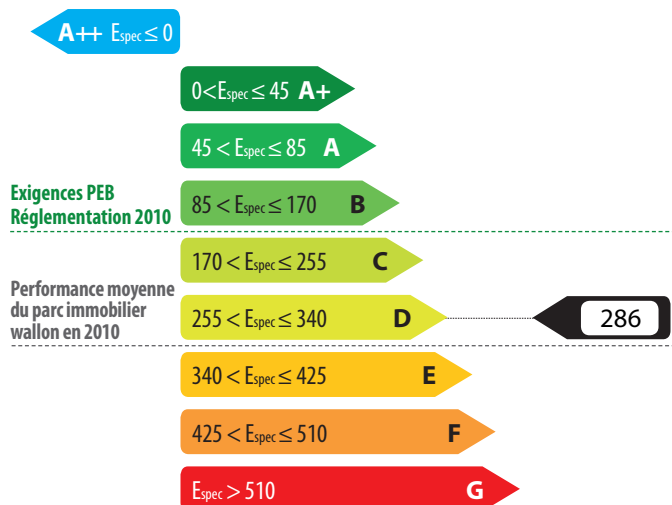 A++ Espec ≤ 0
0<Espec ≤ 45 A+
45 < Espec ≤ 85 A
Exigences PEB
Réglementation 2010
85 < Espec ≤ 170 B
170 < Espec ≤ 255 C
Performance moyenne
du parc immobilier
wallon en 2010
255 < Espec ≤ 340 D
286
340 < Espec ≤ 425 E
425 < Espec ≤ 510 F
Espec > 510 G